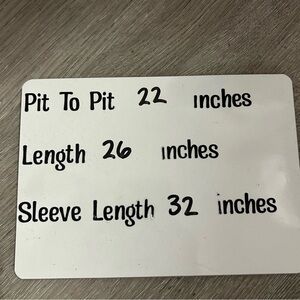 Pit To Pit 22 inches
Length 26 inches
Sleeve Length 32 inches